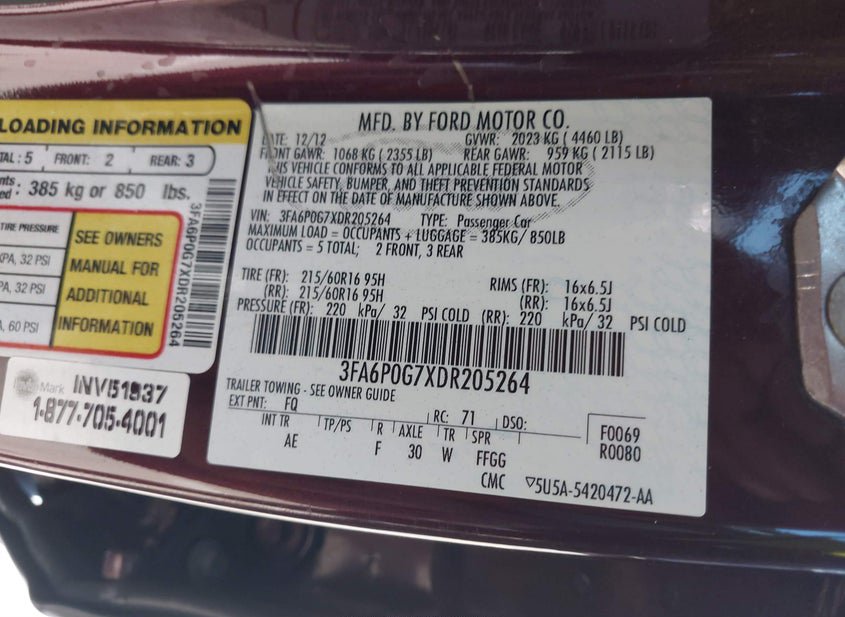 LOADING INFORMATION
TAL : 5 FRONT: 2 REAR: 3
: 385 kg or 850 lbs.
TIRE PRESSURE
KPA, 32 PSI
PA, 32 PSI
A, 60 PSI
SEE OWNERS
MANUAL FOR
ADDITIONAL
INFORMATION
3FA6P0G7XDR205264
Mark INV51937
1-877-705-4001
MFD. BY FORD MOTOR CO.
DATE: 12/12 GVWR: 2023 KG ( 4460 LB)
FRONT GAWR: 1068 KG ( 2355 LB) REAR GAWR: 959 KG ( 2115 LB)
THIS VEHICLE CONFORMS TO ALL APPLICABLE FEDERAL MOTOR
VEHICLE SAFETY, BUMPER, AND THEFT PREVENTION STANDARDS
IN EFFECT ON THE DATE OF MANUFACTURE SHOWN ABOVE.
VIN: 3FA6P0G7XDR205264 TYPE: Passenger Car
MAXIMUM LOAD = OCCUPANTS + LUGGAGE = 385KG/ 850LB
OCCUPANTS = 5 TOTAL; 2 FRONT, 3 REAR
TIRE (FR): 215/60R16 95H RIMS (FR): 16x6.5J
(RR): 215/60R16 95H (RR): 16x6.5J
PRESSURE (FR): 220 kPa/ 32 PSI COLD (RR): 220 kPa/ 32 PSI COLD
3FA6P0G7XDR205264
TRAILER TOWING - SEE OWNER GUIDE
EXT PNT: FQ RC: 71 DSO:
INT TR TP/PS R AXLE TR SPR
AE F 30 W FFGG
F0069
R0080
CMC ▽5U5A-5420472-AA